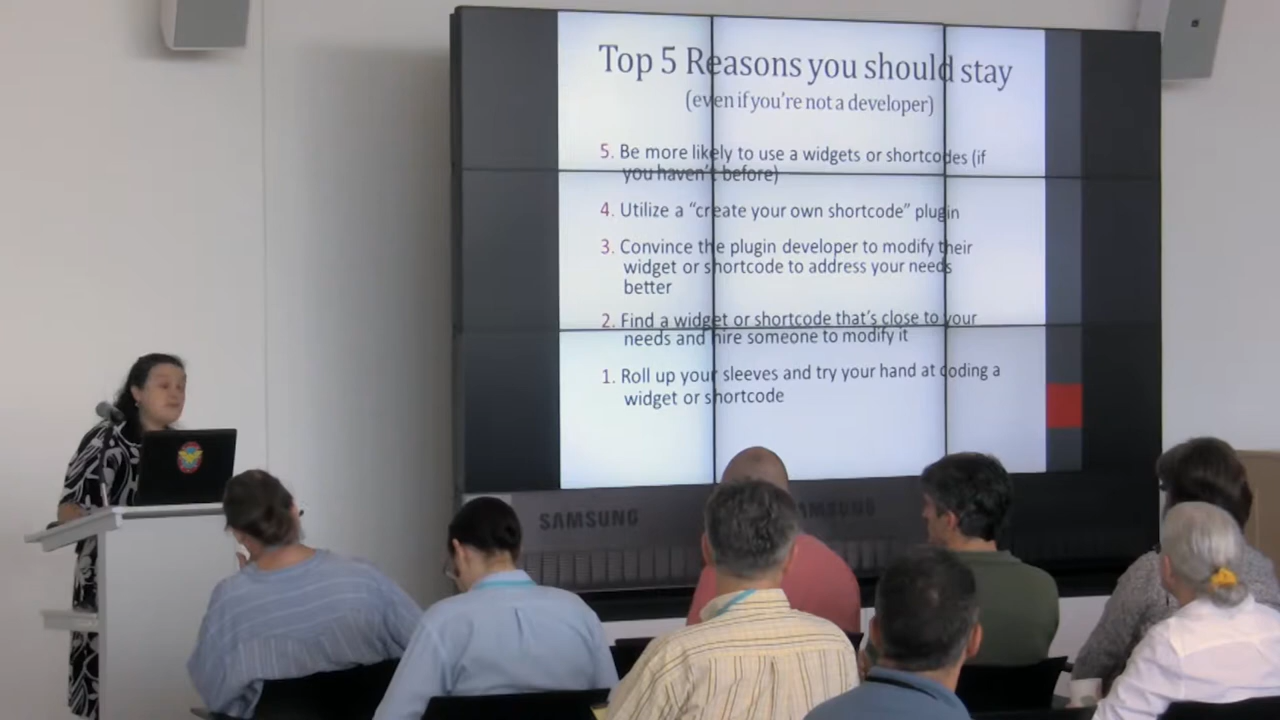 Top 5 Reasons you should stay
(even if you're not a developer)
5. Be more likely to use a widgets or shortcodes (if
you haven't before)
4. Utilize a “create your own shortcode” plugin
3. Convince the plugin developer to modify their
widget or shortcode to address your needs
better
2. Find a widget or shortcode that's close to your
needs and hire someone to modify it
1. Roll up your sleeves and try your hand at coding a
widget or shortcode
SAMSUNG
SAMSUNG